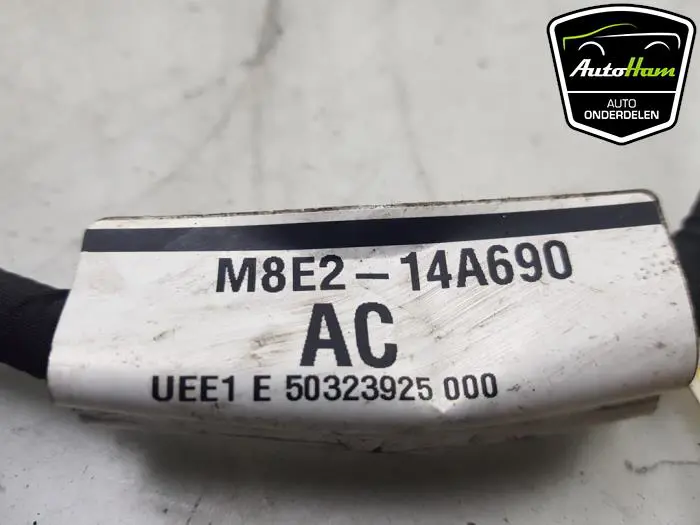 AutoHam
AUTO
ONDERDELEN
M8E2-14A690
AC
UEE1 E 50323925 000